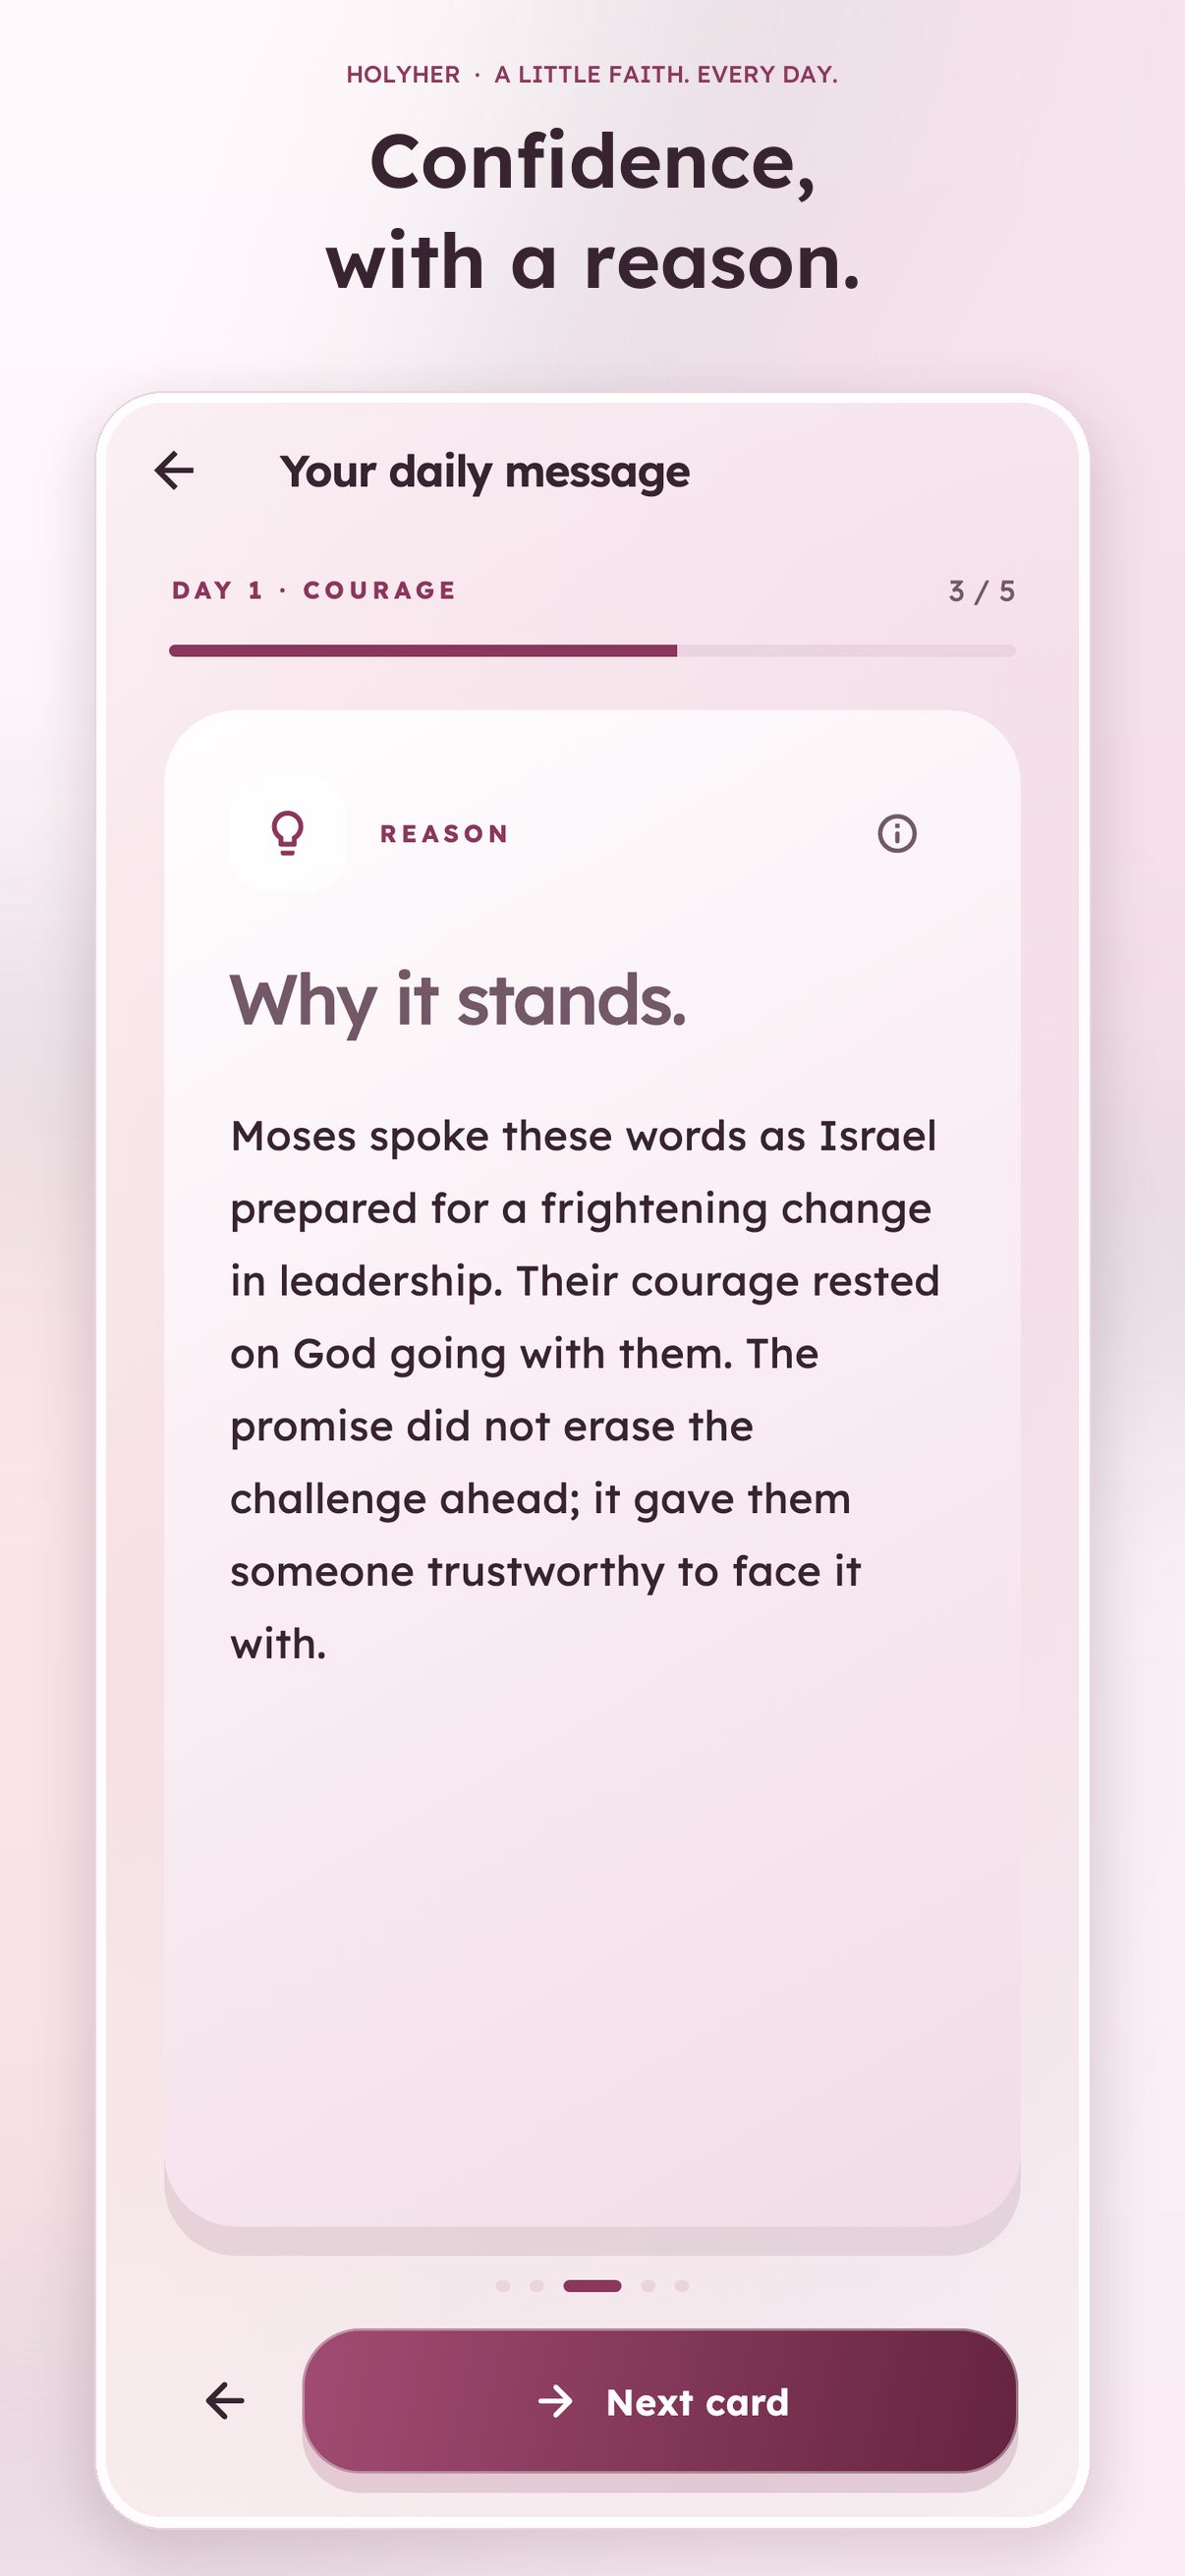 HOLYHER · A LITTLE FAITH. EVERY DAY.
Confidence,
with a reason.
Your daily message
DAY 1 · COURAGE
3 / 5
REASON
Why it stands.
Moses spoke these words as Israel
prepared for a frightening change
in leadership. Their courage rested
on God going with them. The
promise did not erase the
challenge ahead; it gave them
someone trustworthy to face it
with.
Next card